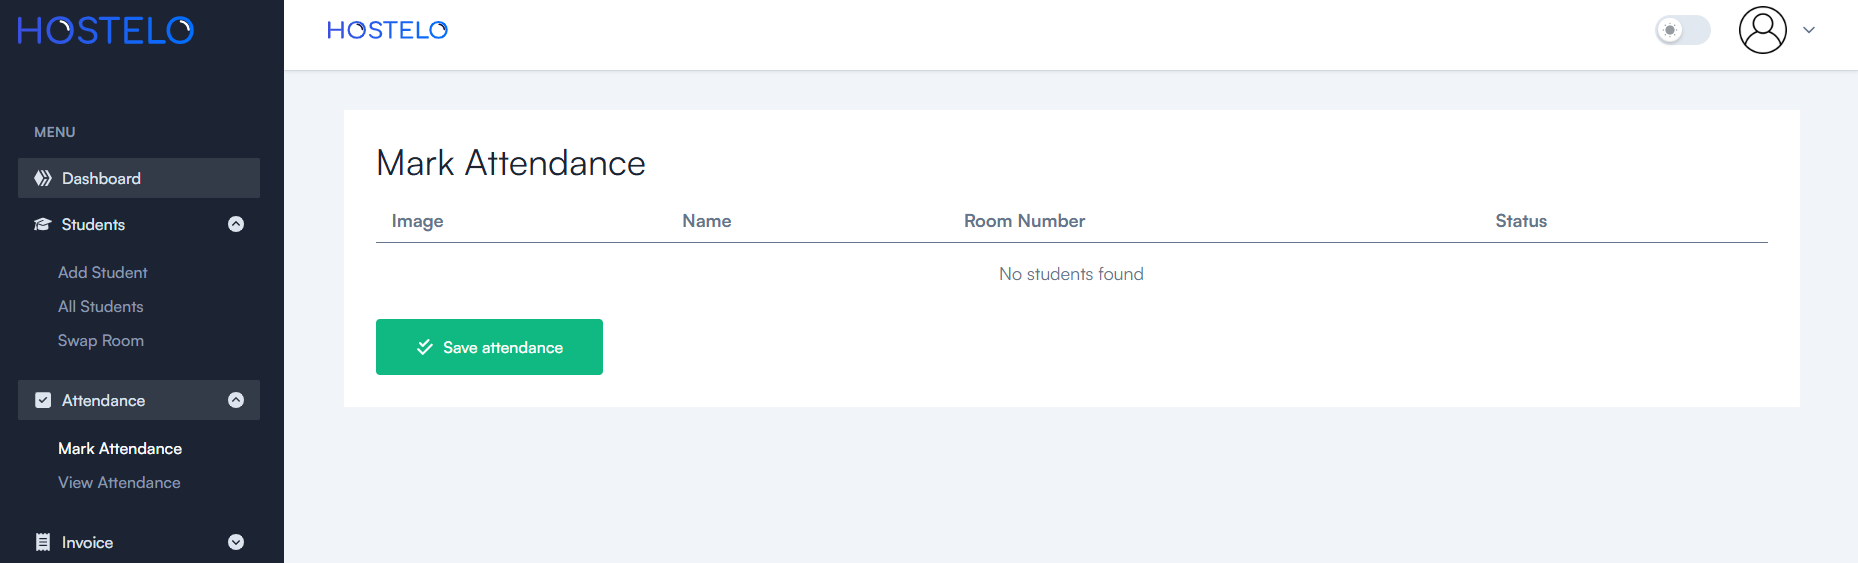 HOSTELO
HOSTELO
MENU
Dashboard
Students
Add Student
All Students
Swap Room
Attendance
Mark Attendance
View Attendance
Invoice
Mark Attendance
Image Name Room Number Status
No students found
Save attendance